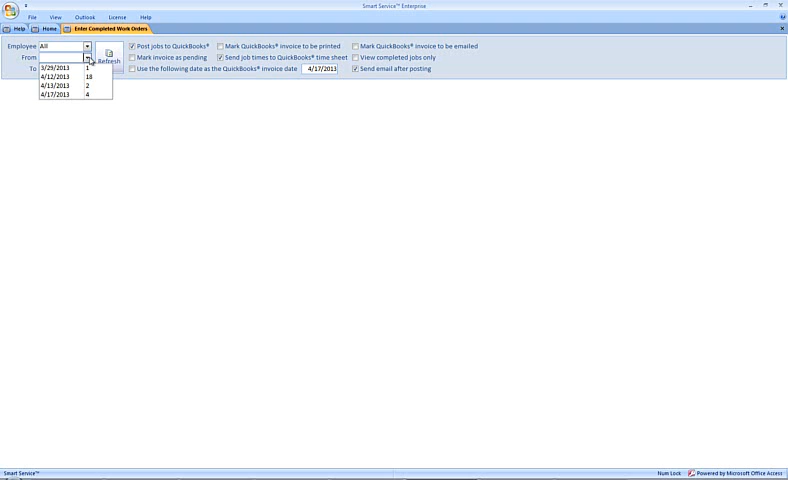 Smart Service™ Enterprise
File View Outlook License Help
Help Home Enter Completed Work Orders
Employee All Post jobs to QuickBooks® Mark QuickBooks® invoice to be printed Mark QuickBooks® Invoice to be emailed
From Refresh Mark invoice as pending Send job times to QuickBooks® time sheet View completed jobs only
To Use the following date as the QuickBooks® invoice date 4/17/2013 Send email after posting
3/29/2013 1
4/12/2013 18
4/13/2013 2
4/17/2013 4
Smart Service™ Num Lock Powered by Microsoft Office Access